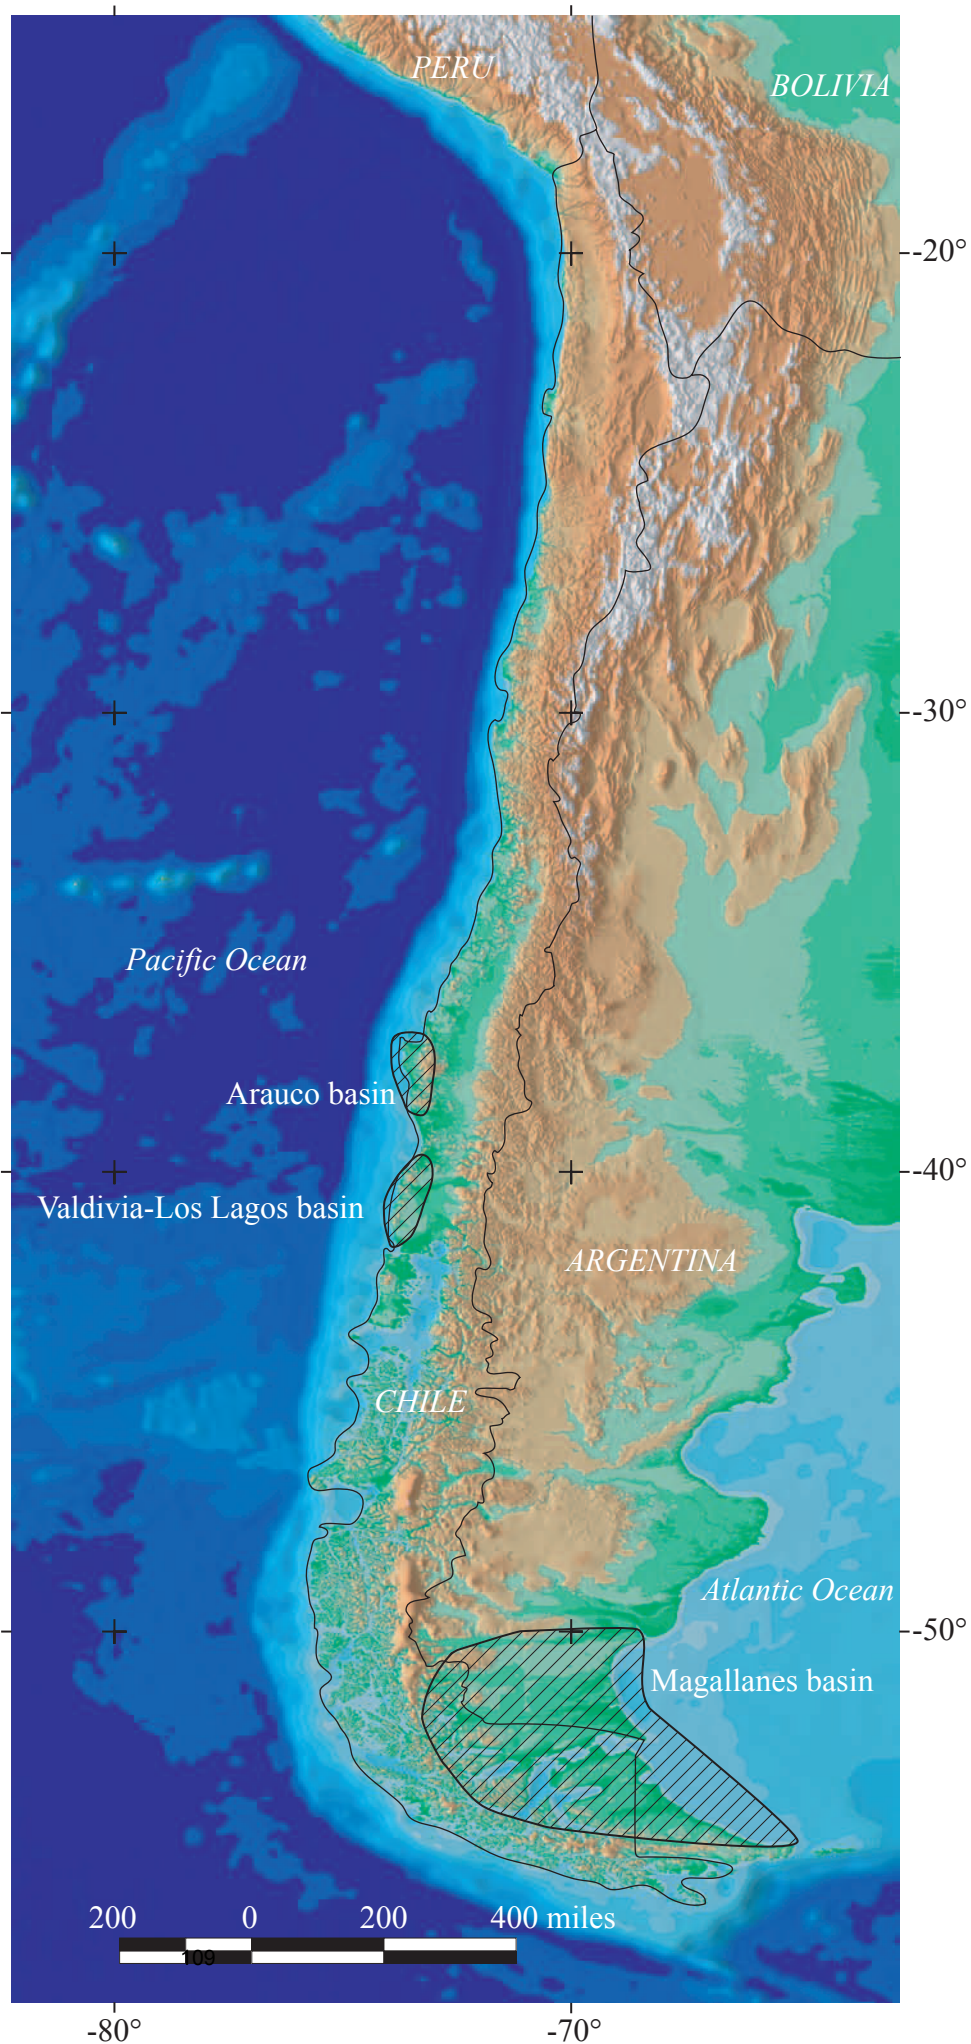 PERU
BOLIVIA
-20°
-30°
Pacific Ocean
Arauco basin
-40°
Valdivia-Los Lagos basin
ARGENTINA
CHILE
Atlantic Ocean
-50°
Magallanes basin
200 0 200 400 miles
109
-80° -70°